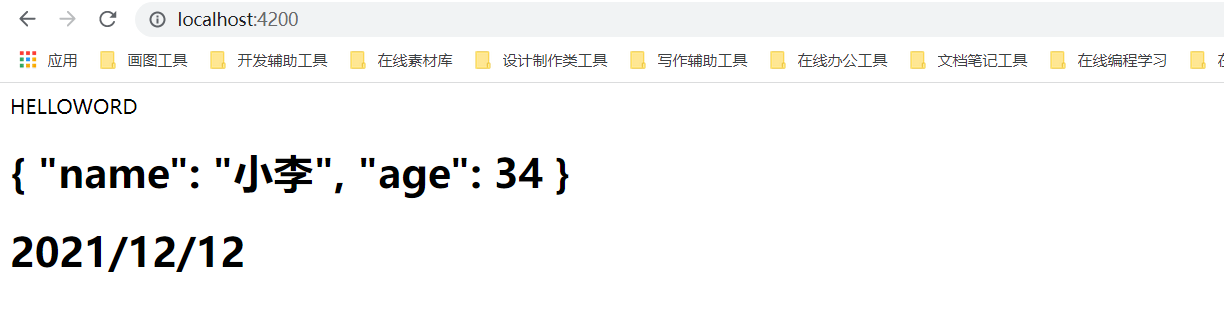 localhost:4200
应用 画图工具 开发辅助工具 在线素材库 设计制作类工具 写作辅助工具 在线办公工具 文档笔记工具 在线编程学习
HELLOWORD
{ "name": "小李", "age": 34 }
2021/12/12